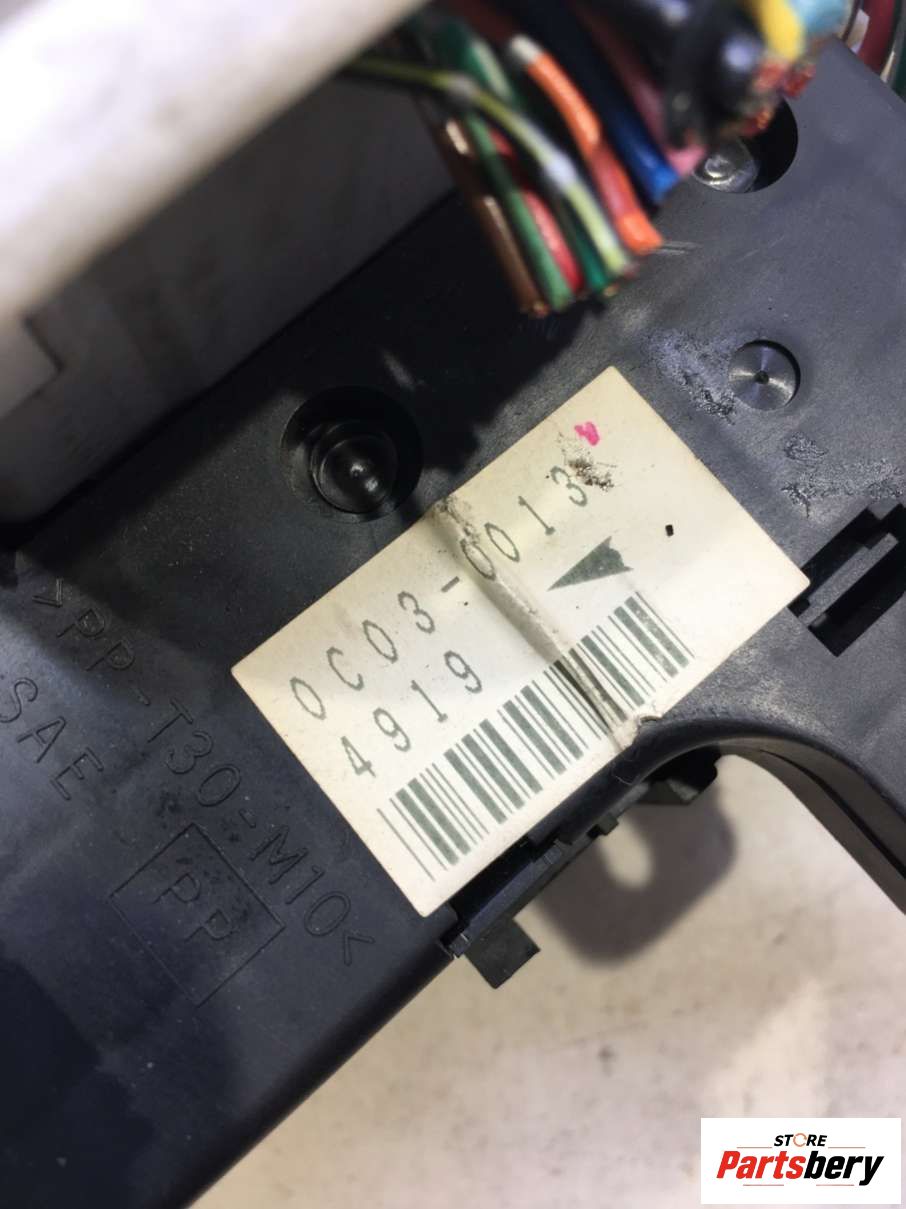 0C03-0013
4919
>PP-T30-M10<
SAE
PP
STORE
Partsbery